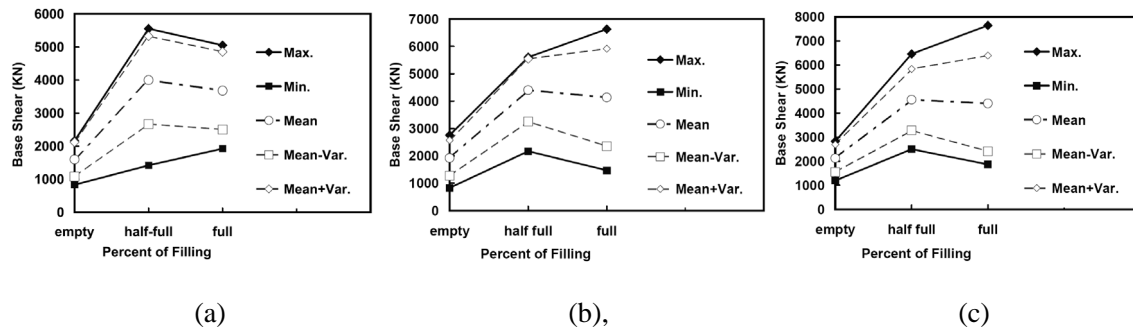 6000
5000
4000
3000
2000
1000
0
Base Shear (KN)
empty half-full full
Percent of Filling
Max.
Min.
Mean
Mean-Var.
Mean+Var.
(a)
7000
6000
5000
4000
3000
2000
1000
0
Base Shear (KN)
empty half full full
Percent of Filling
Max.
Min.
Mean
Mean-Var.
Mean+Var.
(b),
8000
7000
6000
5000
4000
3000
2000
1000
0
Base Shear (KN)
empty half full full
Percent of Filling
Max.
Min.
Mean
Mean-Var.
Mean+Var.
(c)